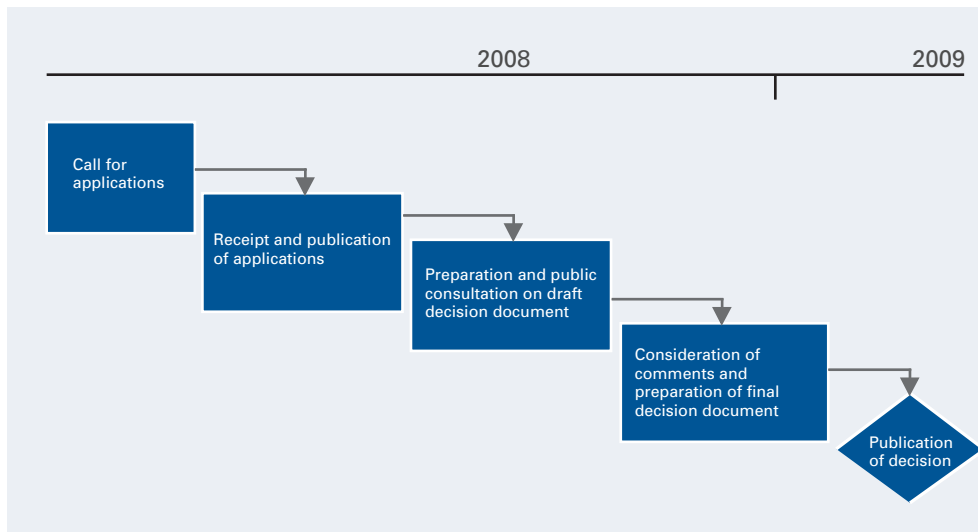 2008
2009
Call for
applications
Receipt and publication
of applications
Preparation and public
consultation on draft
decision document
Consideration of
comments and
preparation of final
decision document
Publication
of decision